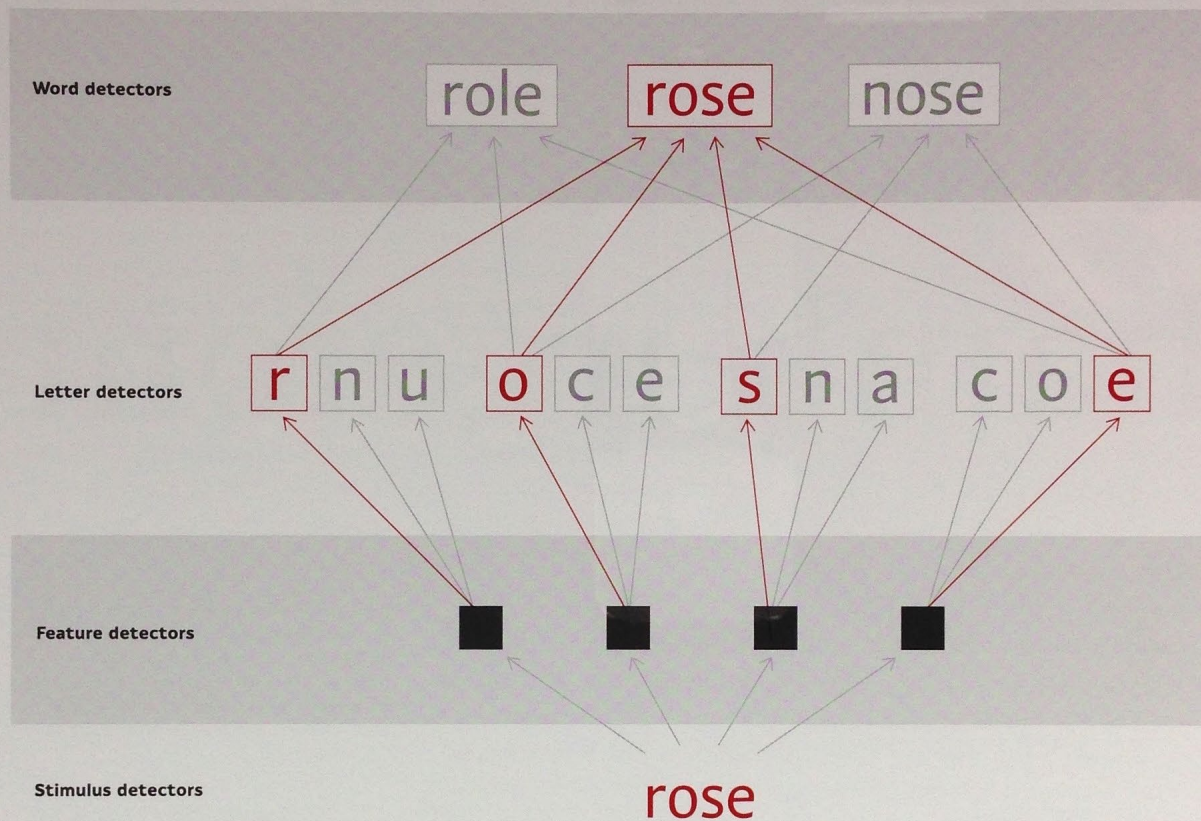 Word detectors role rose nose
Letter detectors r n u o c e s n a c o e
Feature detectors
Stimulus detectors rose